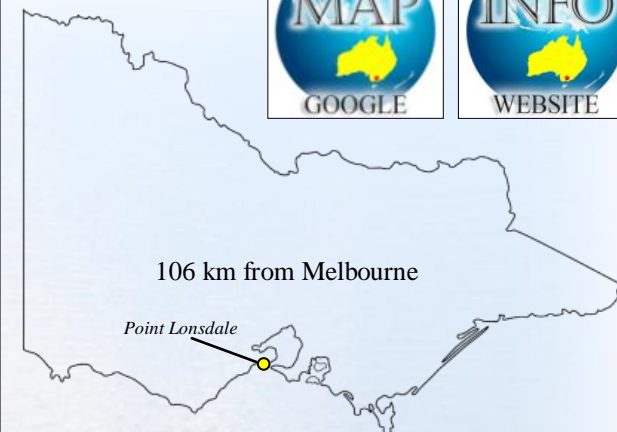 MAP
GOOGLE
INFO
WEBSITE
106 km from Melbourne
Point Lonsdale